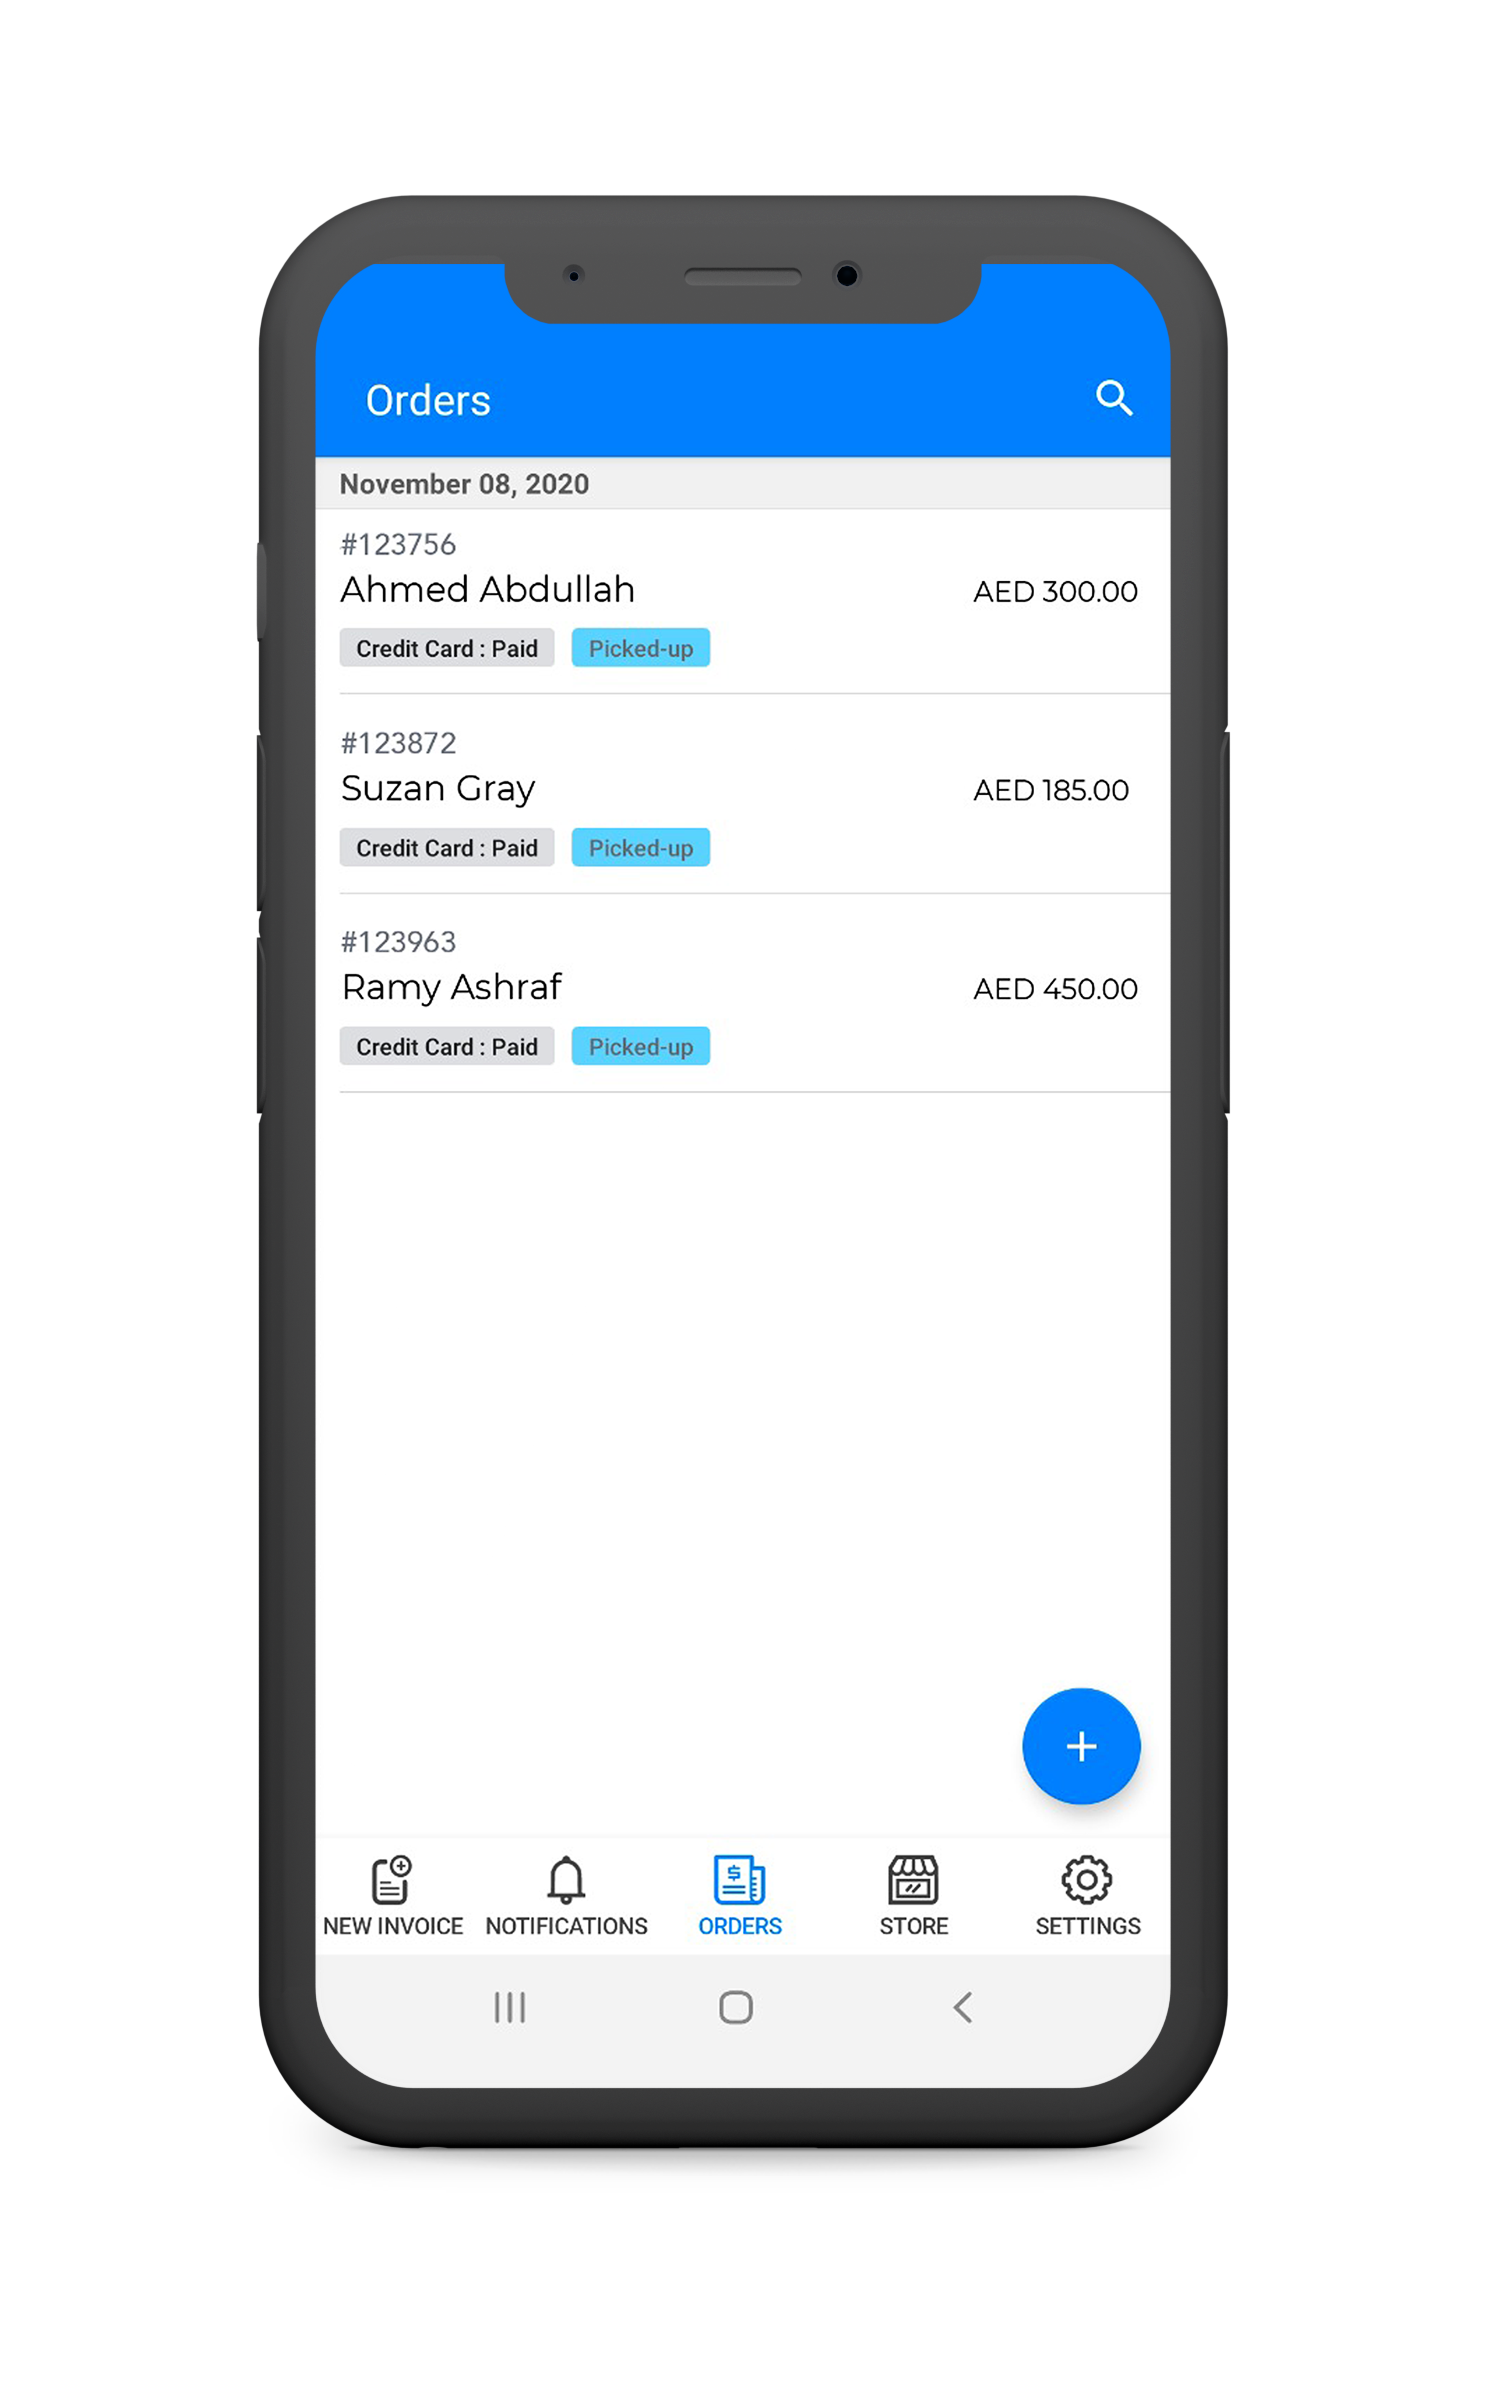 Orders
November 08, 2020
#123756
Ahmed Abdullah AED 300.00
Credit Card : Paid Picked-up
#123872
Suzan Gray AED 185.00
Credit Card : Paid Picked-up
#123963
Ramy Ashraf AED 450.00
Credit Card : Paid Picked-up
NEW INVOICE NOTIFICATIONS ORDERS STORE SETTINGS